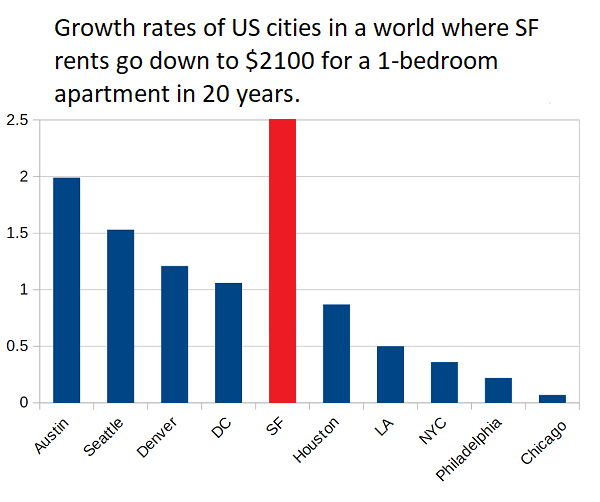 Growth rates of US cities in a world where SF
rents go down to $2100 for a 1-bedroom
apartment in 20 years.
2.5
2
1.5
1
0.5
0
Austin
Seattle
Denver
DC
SF
Houston
LA
NYC
Philadelphia
Chicago